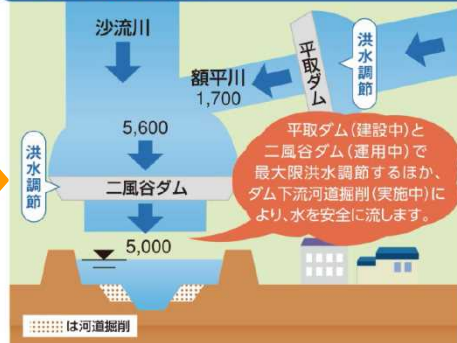 沙流川
平取ダム
洪水調節
額平川
1,700
5,600
洪水調節
二風谷ダム
平取ダム(建設中)と
二風谷ダム(運用中)で
最大限洪水調節するほか、
ダム下流河道掘削(実施中)に
より、水を安全に流します。
5,000
は河道掘削